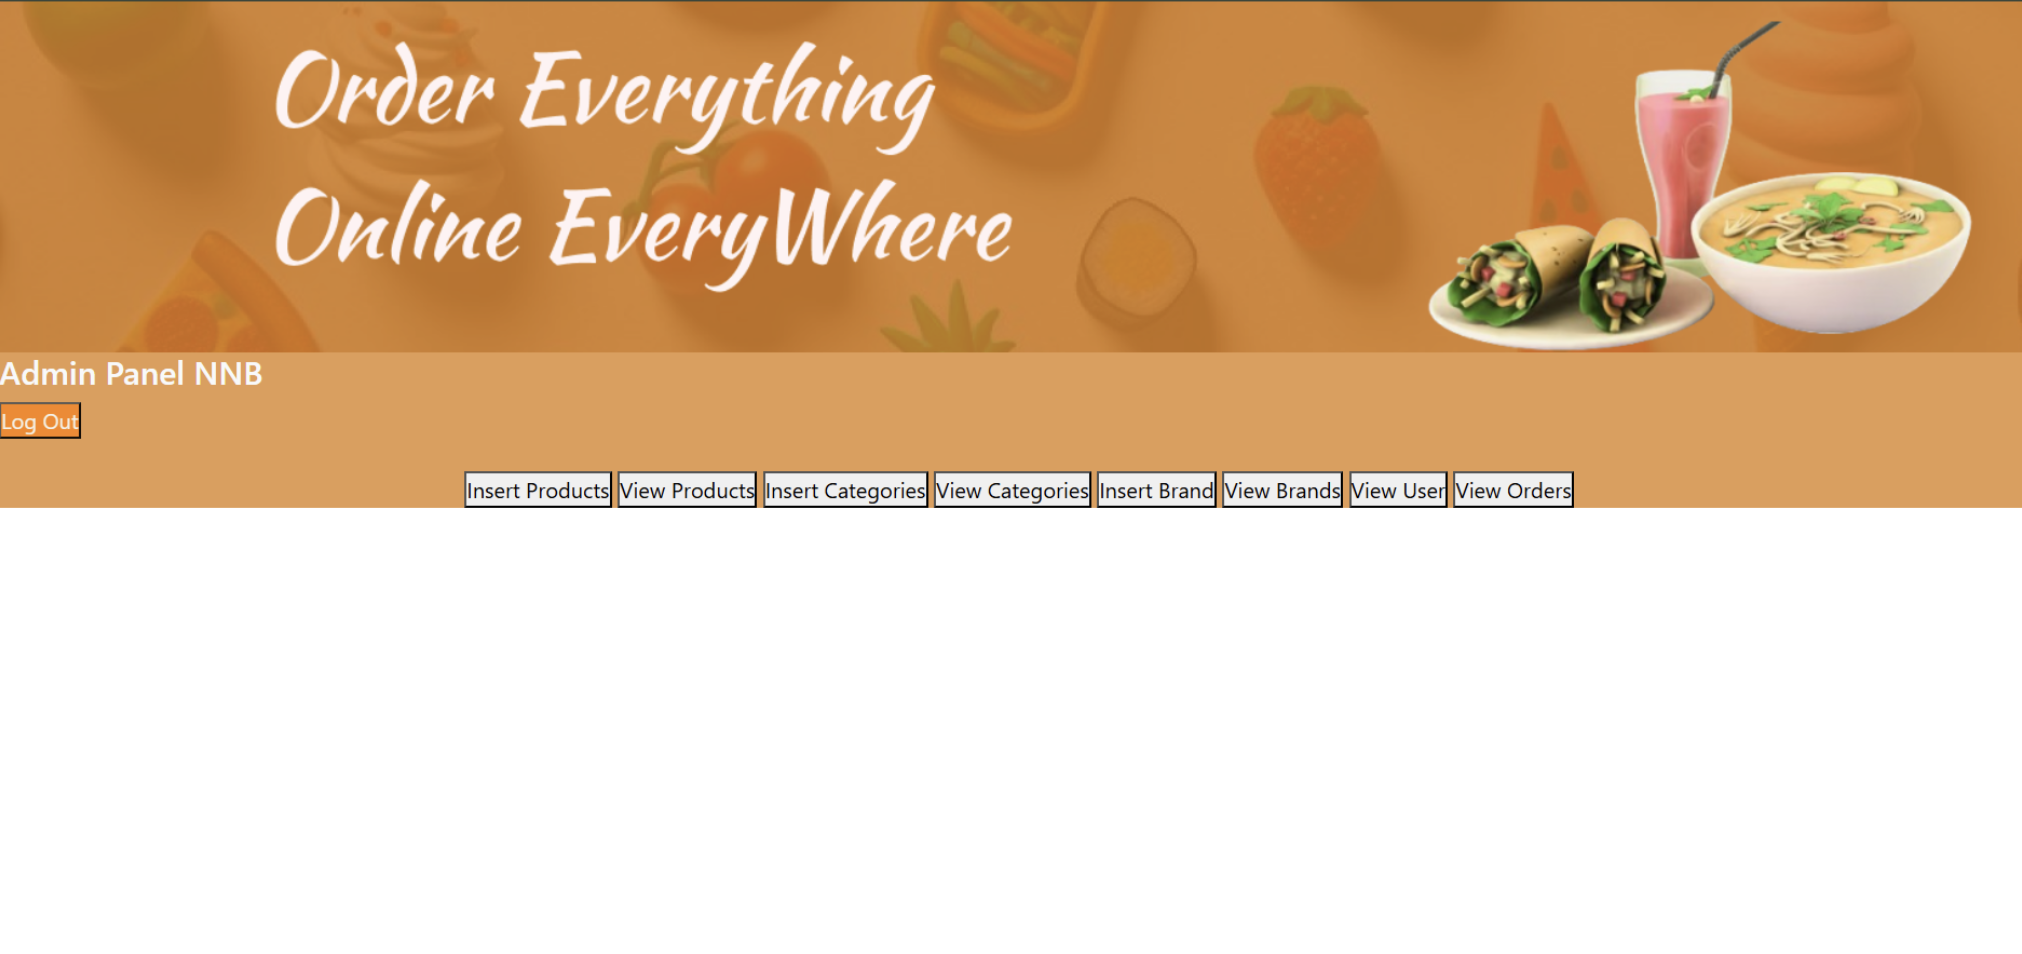 Order Everything
Online EveryWhere
Admin Panel NNB
Log Out
Insert Products View Products Insert Categories View Categories Insert Brand View Brands View User View Orders